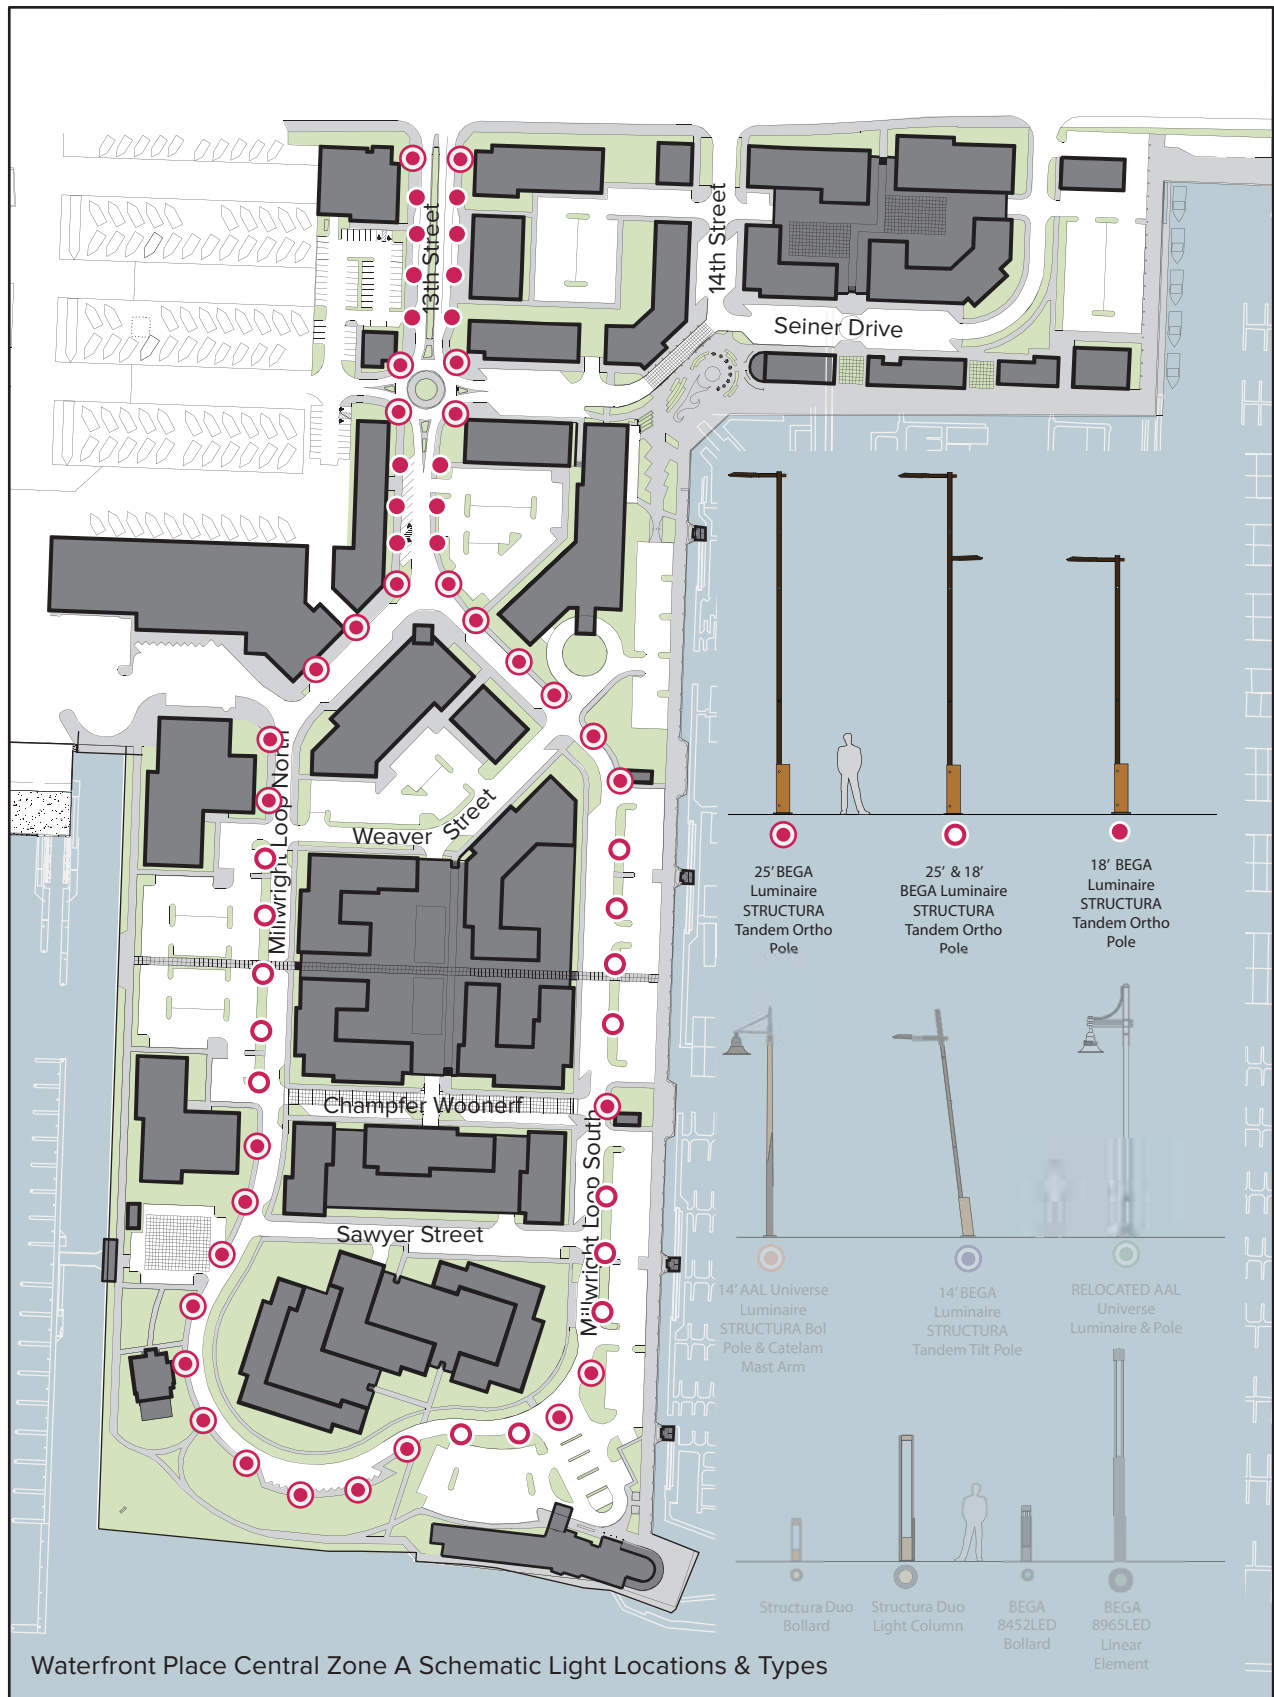 13th Street
14th Street
Seiner Drive
Millwright Loop North
Weaver Street
Champfer Woonerf
Millwright Loop South
Sawyer Street
25' BEGA
Luminaire
STRUCTURA
Tandem Ortho
Pole
25' & 18'
BEGA Luminaire
STRUCTURA
Tandem Ortho
Pole
18' BEGA
Luminaire
STRUCTURA
Tandem Ortho
Pole
14' AAL Universe
Luminaire
STRUCTURA Bol
Pole & Catelam
Mast Arm
14' BEGA
Luminaire
STRUCTURA
Tandem Tilt Pole
RELOCATED AAL
Universe
Luminaire & Pole
Structura Duo
Bollard
Structura Duo
Light Column
BEGA
8452LED
Bollard
BEGA
8965LED
Linear
Element
Waterfront Place Central Zone A Schematic Light Locations & Types